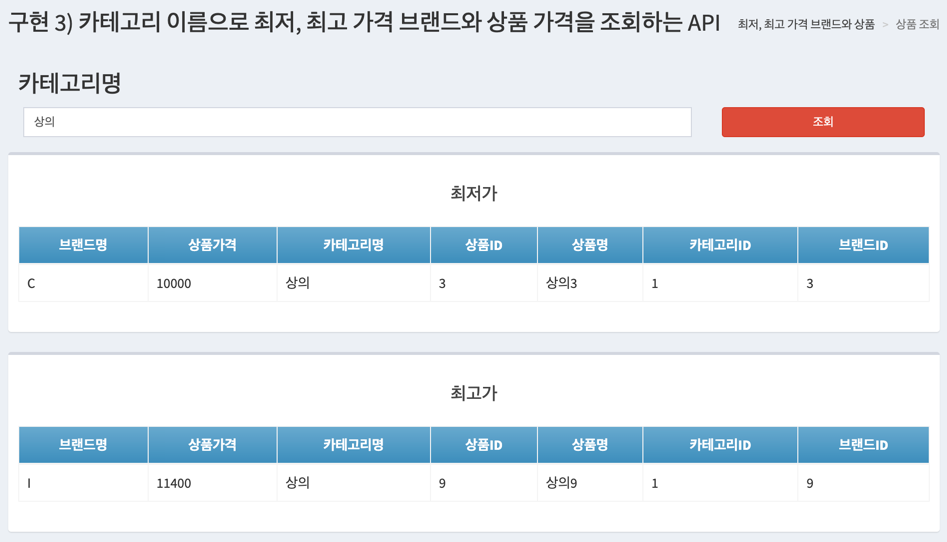 구현 3) 카테고리 이름으로 최저, 최고 가격 브랜드와 상품 가격을 조회하는 API 최저, 최고 가격 브랜드와 상품 > 상품 조회
카테고리명
상의 조회
최저가
브랜드명 상품가격 카테고리명 상품ID 상품명 카테고리ID 브랜드ID
C 10000 상의 3 상의3 1 3
최고가
브랜드명 상품가격 카테고리명 상품ID 상품명 카테고리ID 브랜드ID
I 11400 상의 9 상의9 1 9